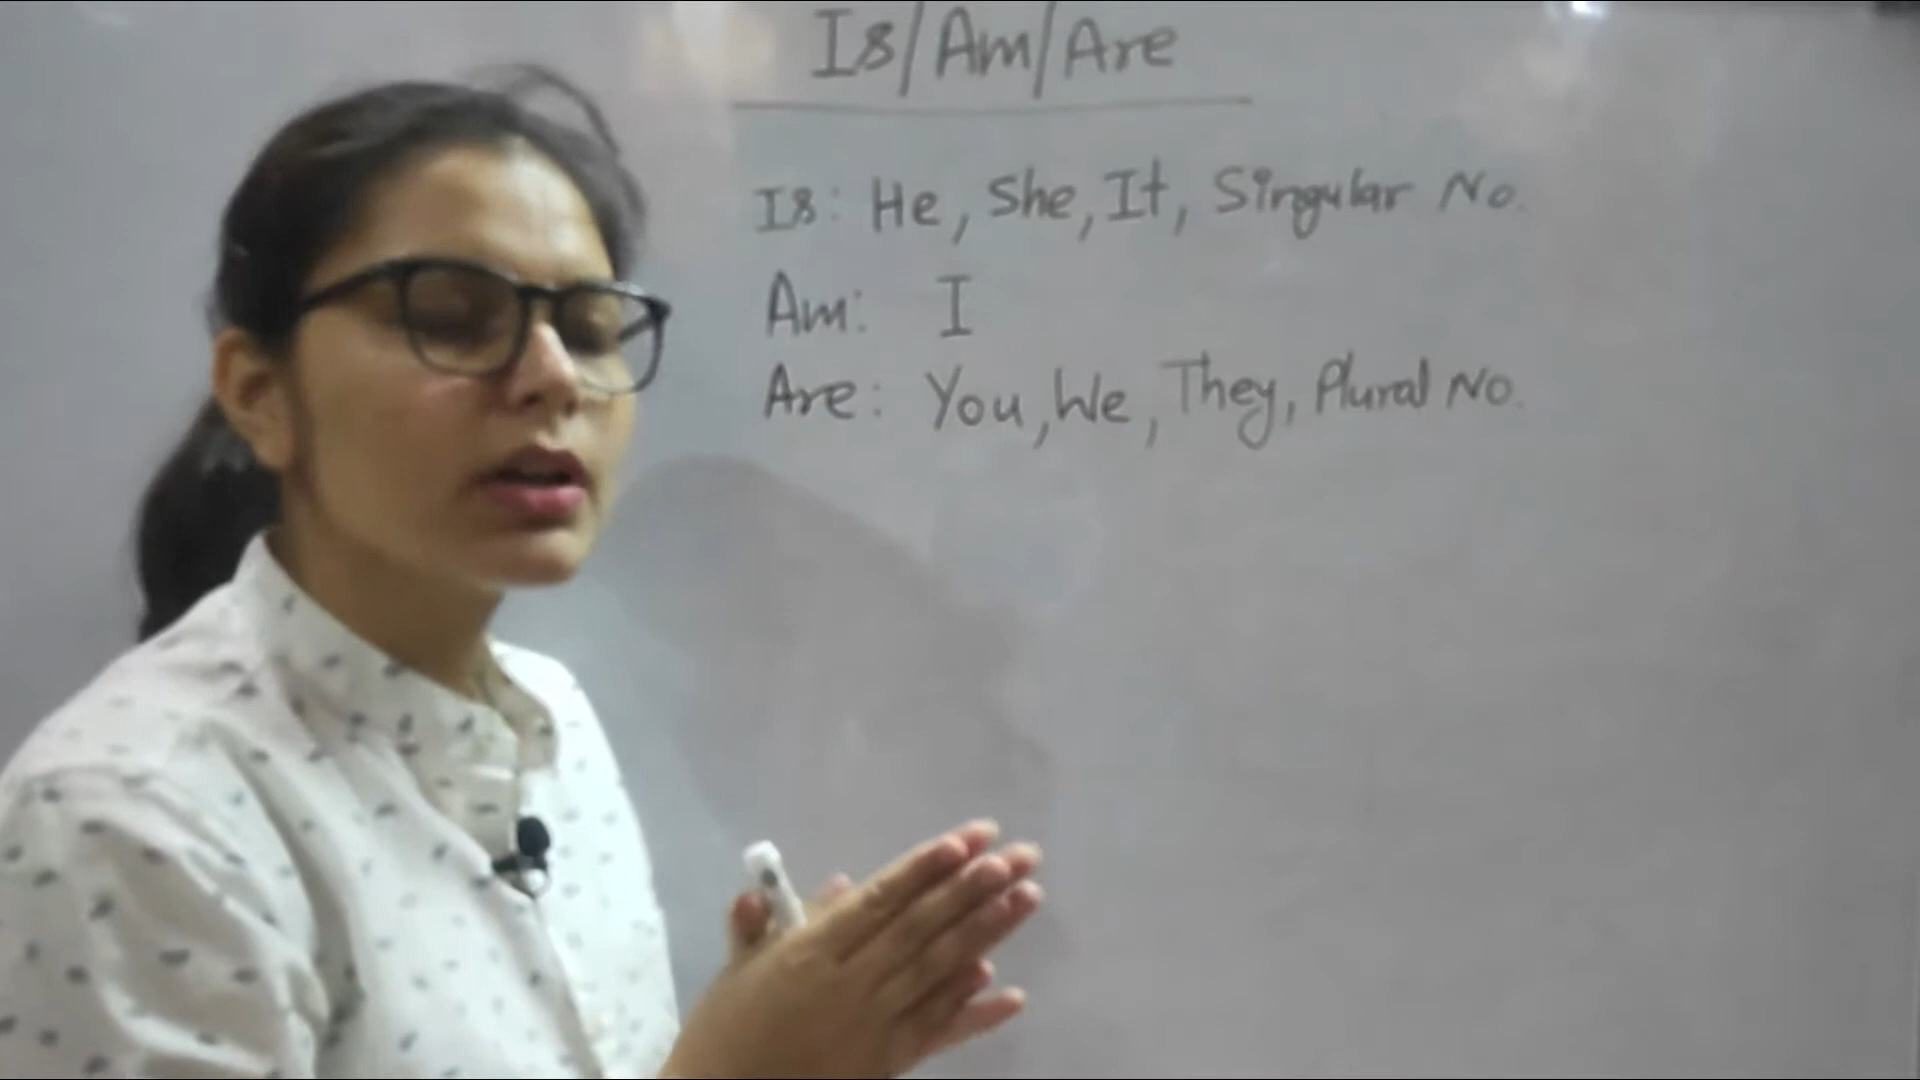 Is/Am/Are
Is: He, She, It, Singular No.
Am: I
Are: You, We, They, Plural No.